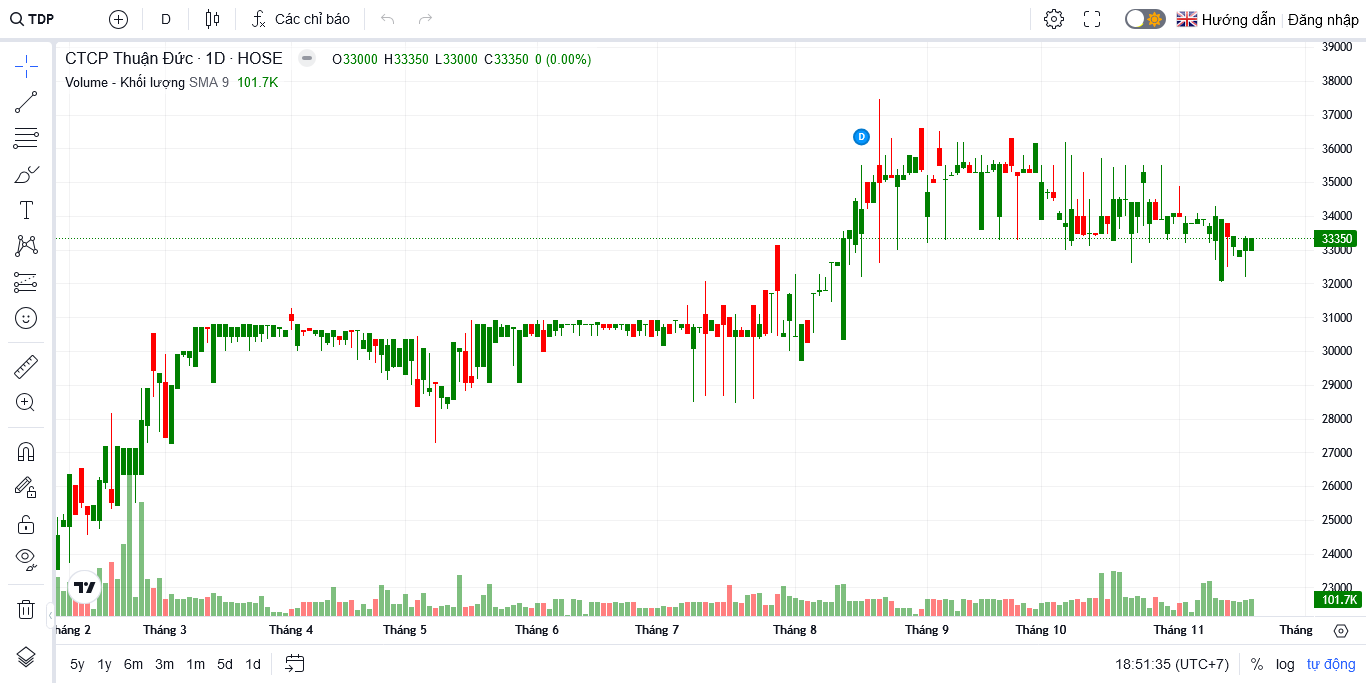 TDP D Các chỉ báo Hướng dẫn Đăng nhập
CTCP Thuận Đức · 1D · HOSE O33000 H33350 L33000 C33350 0 (0.00%)
Volume - Khối lượng SMA 9 101.7K
D
39000
38000
37000
36000
35000
34000
33350
33000
32000
31000
30000
29000
28000
27000
26000
25000
24000
23000
101.7K
háng 2 Tháng 3 Tháng 4 Tháng 5 Tháng 6 Tháng 7 Tháng 8 Tháng 9 Tháng 10 Tháng 11 Tháng
5y 1y 6m 3m 1m 5d 1d 18:51:35 (UTC+7) % log tự động